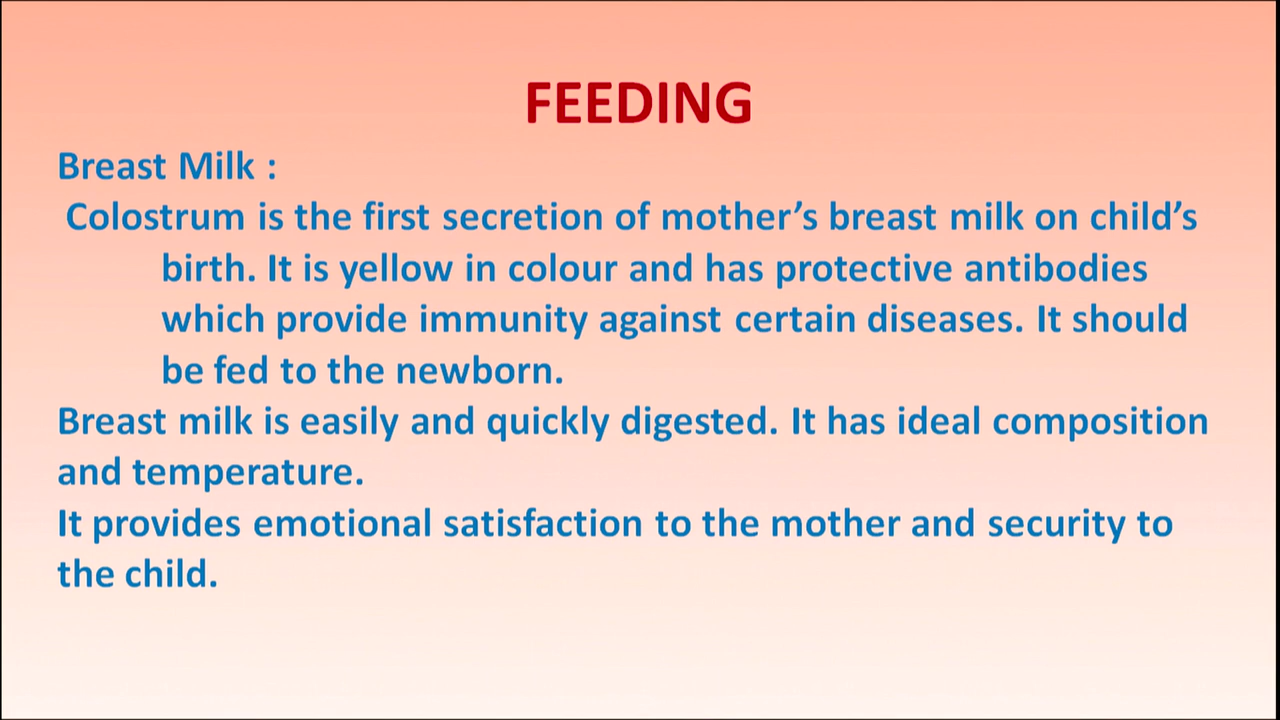 FEEDING
Breast Milk :
Colostrum is the first secretion of mother’s breast milk on child’s
birth. It is yellow in colour and has protective antibodies
which provide immunity against certain diseases. It should
be fed to the newborn.
Breast milk is easily and quickly digested. It has ideal composition
and temperature.
It provides emotional satisfaction to the mother and security to
the child.